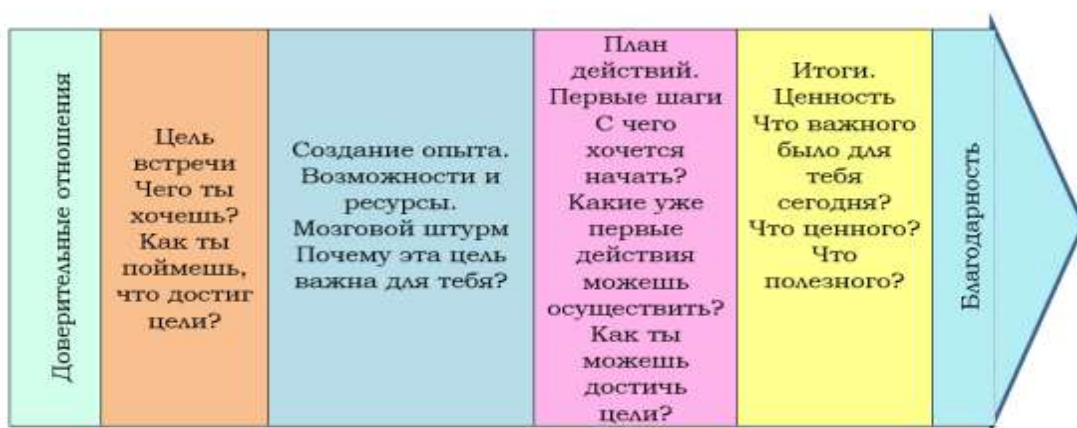 Доверительные отношения
Цель
встречи
Чего ты
хочешь?
Как ты
поймешь,
что достиг
цели?
Создание опыта.
Возможности и
ресурсы.
Мозговой штурм
Почему эта цель
важна для тебя?
План
действий.
Первые шаги
С чего
хочется
начать?
Какие уже
первые
действия
можешь
осуществить?
Как ты
можешь
достичь
цели?
Итоги.
Ценность
Что важного
было для
тебя
сегодня?
Что ценного?
Что
полезного?
Благодарность